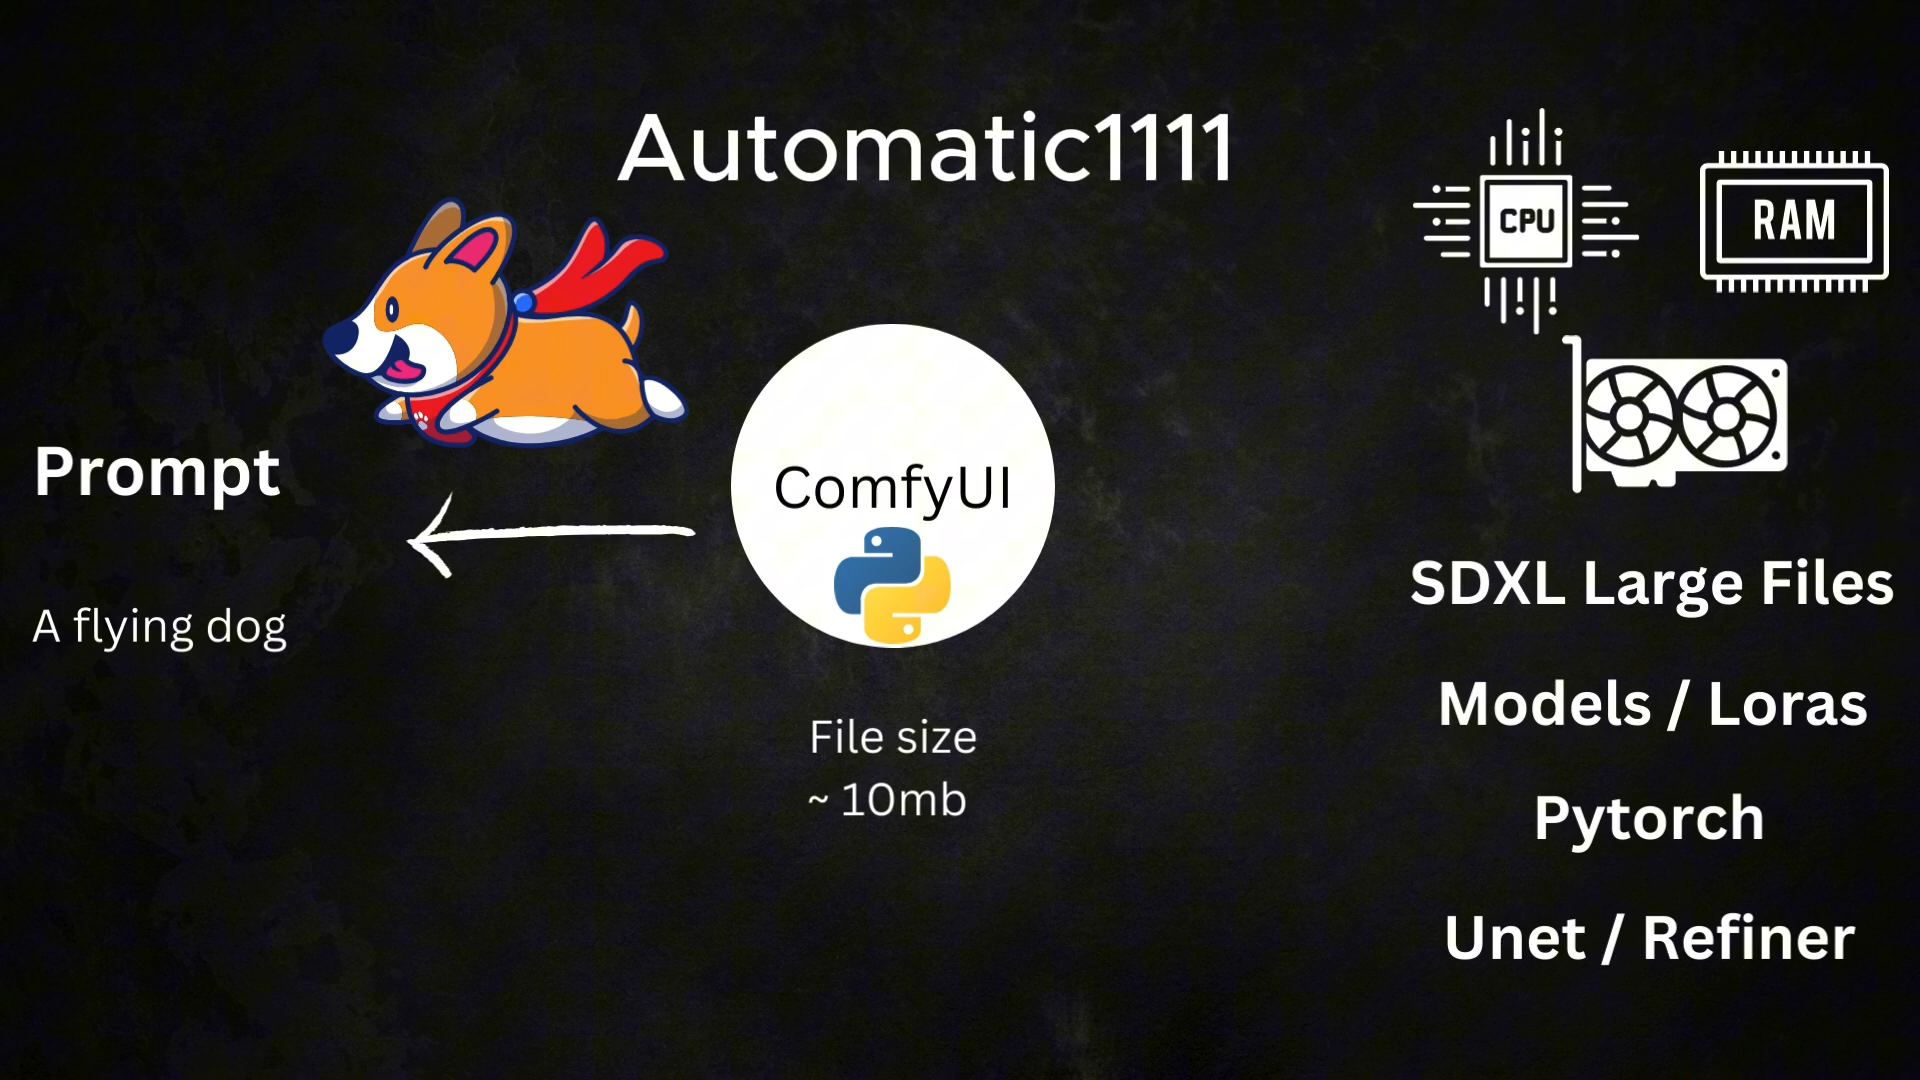 Automatic1111
CPU
RAM
Prompt
A flying dog
ComfyUI
File size
~ 10mb
SDXL Large Files
Models / Loras
Pytorch
Unet / Refiner